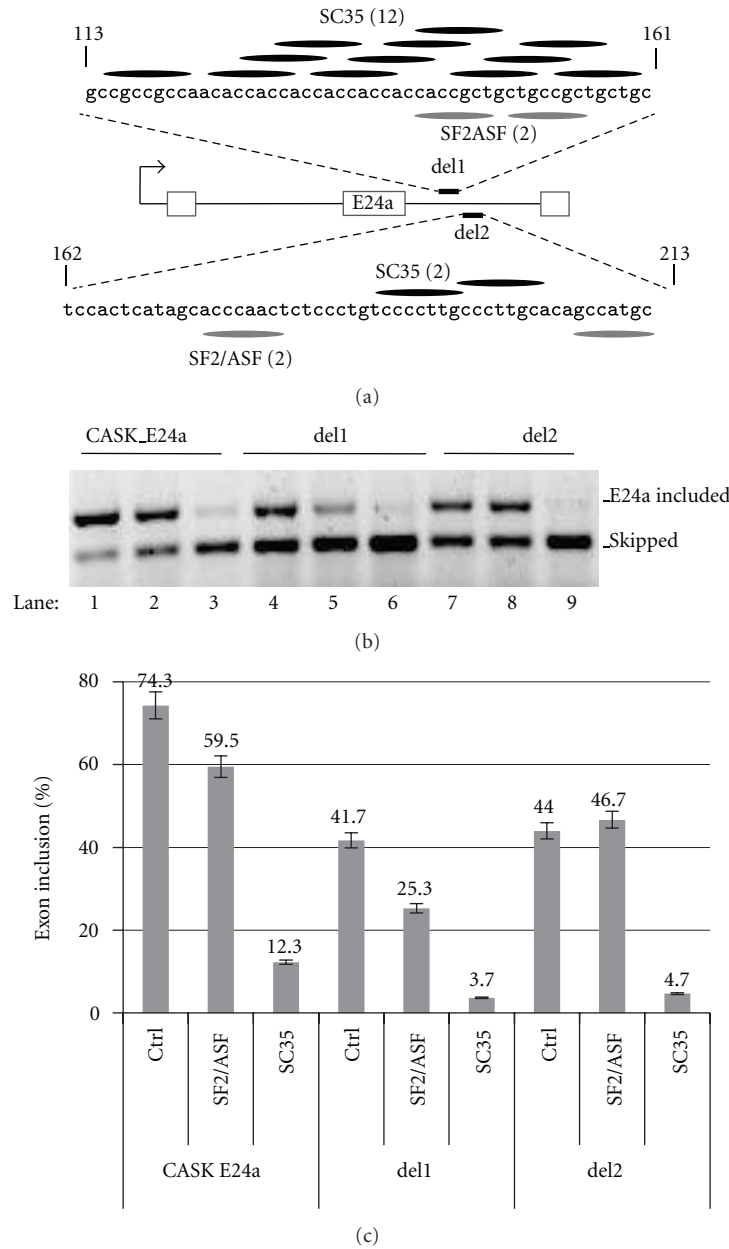 SC35 (12)
113
161
gccgccgccaacaccaccaccaccaccaccaccgctgctgccgctgctgc
SF2ASF (2)
del1
E24a
del2
162
213
SC35 (2)
tccactcatagcacccaactctccctgtccccttgcccttgcacagccatgc
SF2/ASF (2)
(a)
CASK_E24a del1 del2
E24a included
Skipped
Lane: 1 2 3 4 5 6 7 8 9
(b)
Exon inclusion (%)
80
60
40
20
0
74.3
59.5
12.3
41.7
25.3
3.7
44
46.7
4.7
Ctrl
SF2/ASF
SC35
Ctrl
SF2/ASF
SC35
Ctrl
SF2/ASF
SC35
CASK E24a del1 del2
(c)